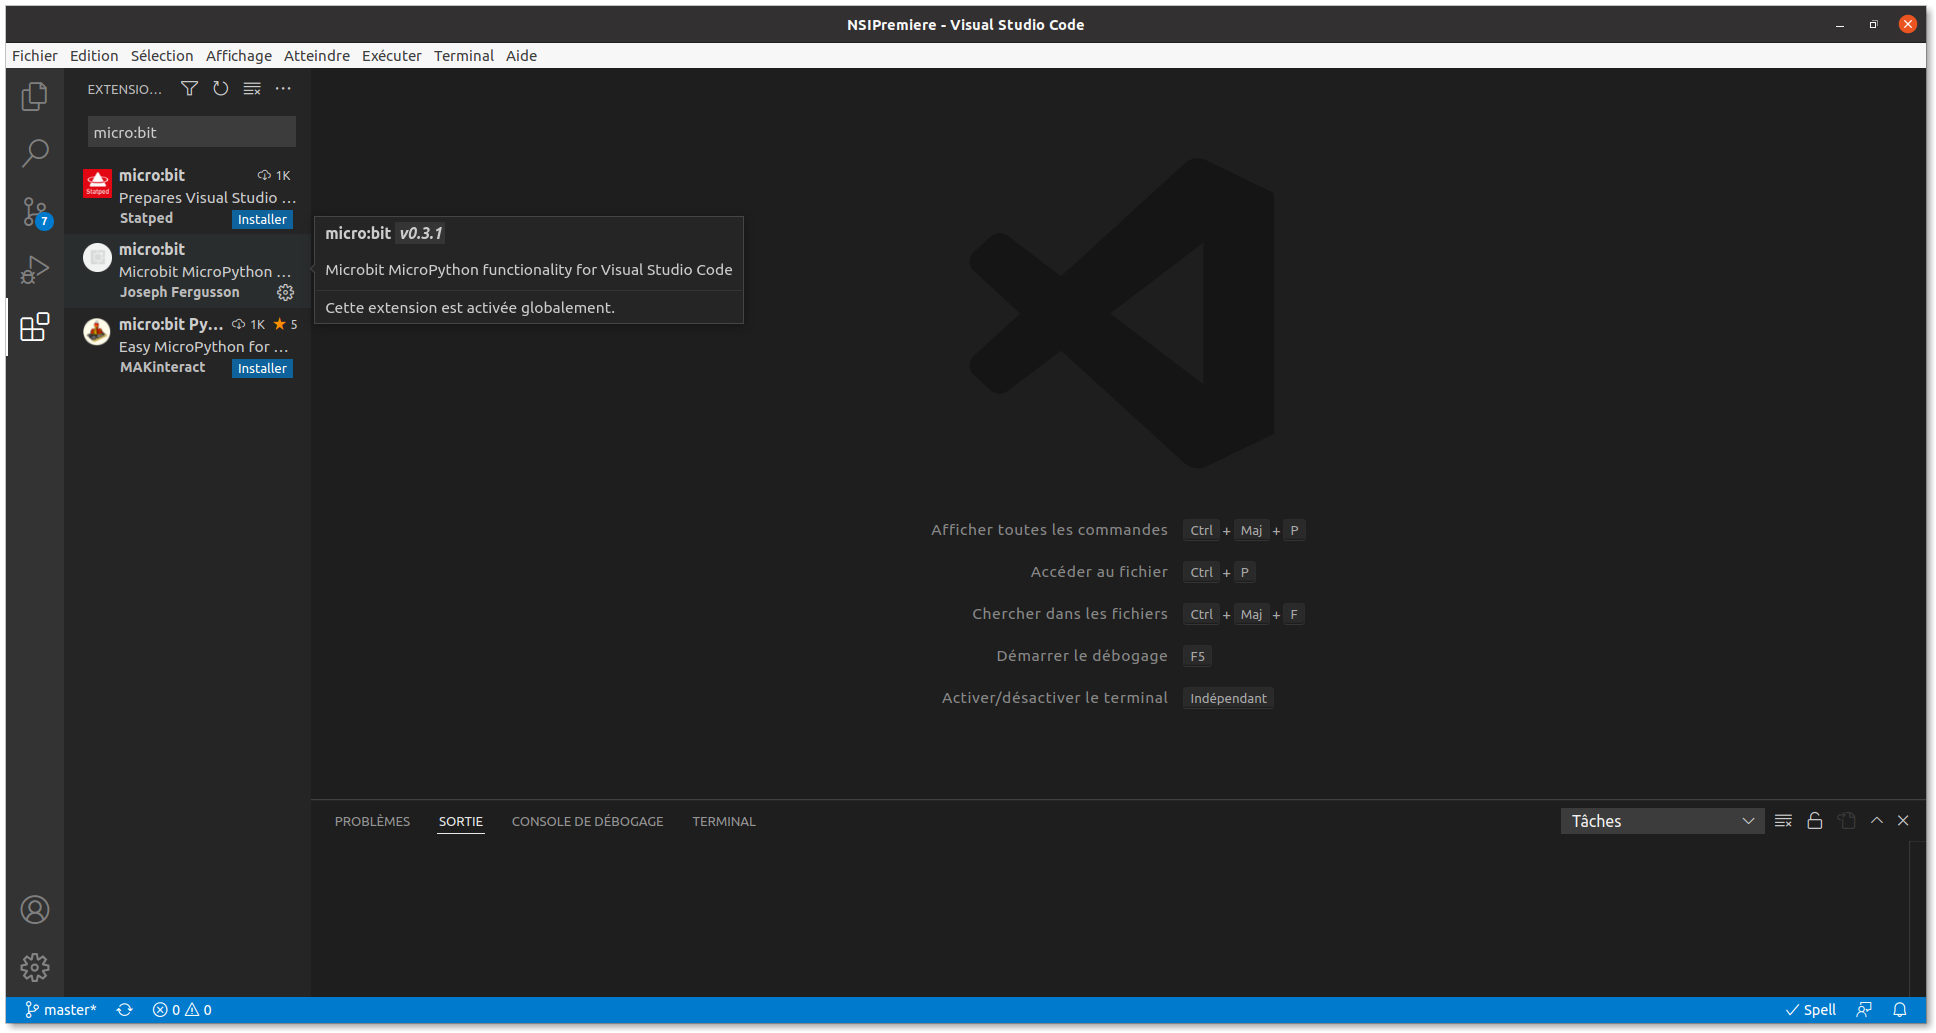 NSIPremiere - Visual Studio Code
Fichier Edition Sélection Affichage Atteindre Exécuter Terminal Aide
EXTENSIO...
micro:bit
micro:bit 1K
Prepares Visual Studio ...
Statped Installer
Statped
7
micro:bit
Microbit MicroPython ...
Joseph Fergusson
micro:bit v0.3.1
Microbit MicroPython functionality for Visual Studio Code
Cette extension est activée globalement.
micro:bit Py... 1K 5
Easy MicroPython for ...
MAKinteract Installer
Afficher toutes les commandes Ctrl + Maj + P
Accéder au fichier Ctrl + P
Chercher dans les fichiers Ctrl + Maj + F
Démarrer le débogage F5
Activer/désactiver le terminal Indépendant
PROBLÈMES SORTIE CONSOLE DE DÉBOGAGE TERMINAL Tâches
master* 0 0 Spell